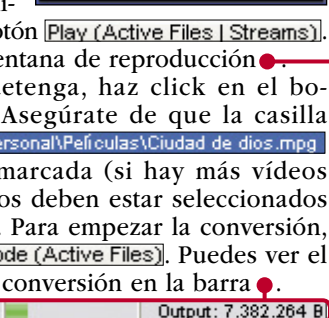 i-
otón Play (Active Files | Streams).
entana de reproducción .
etenga, haz click en el bo-
Asegúrate de que la casilla
ersonal\Películas\Ciudad de dios.mpg
marcada (si hay más vídeos
os deben estar seleccionados
. Para empezar la conversión,
ode (Active Files). Puedes ver el
conversión en la barra .
Output: 7.382.264 B